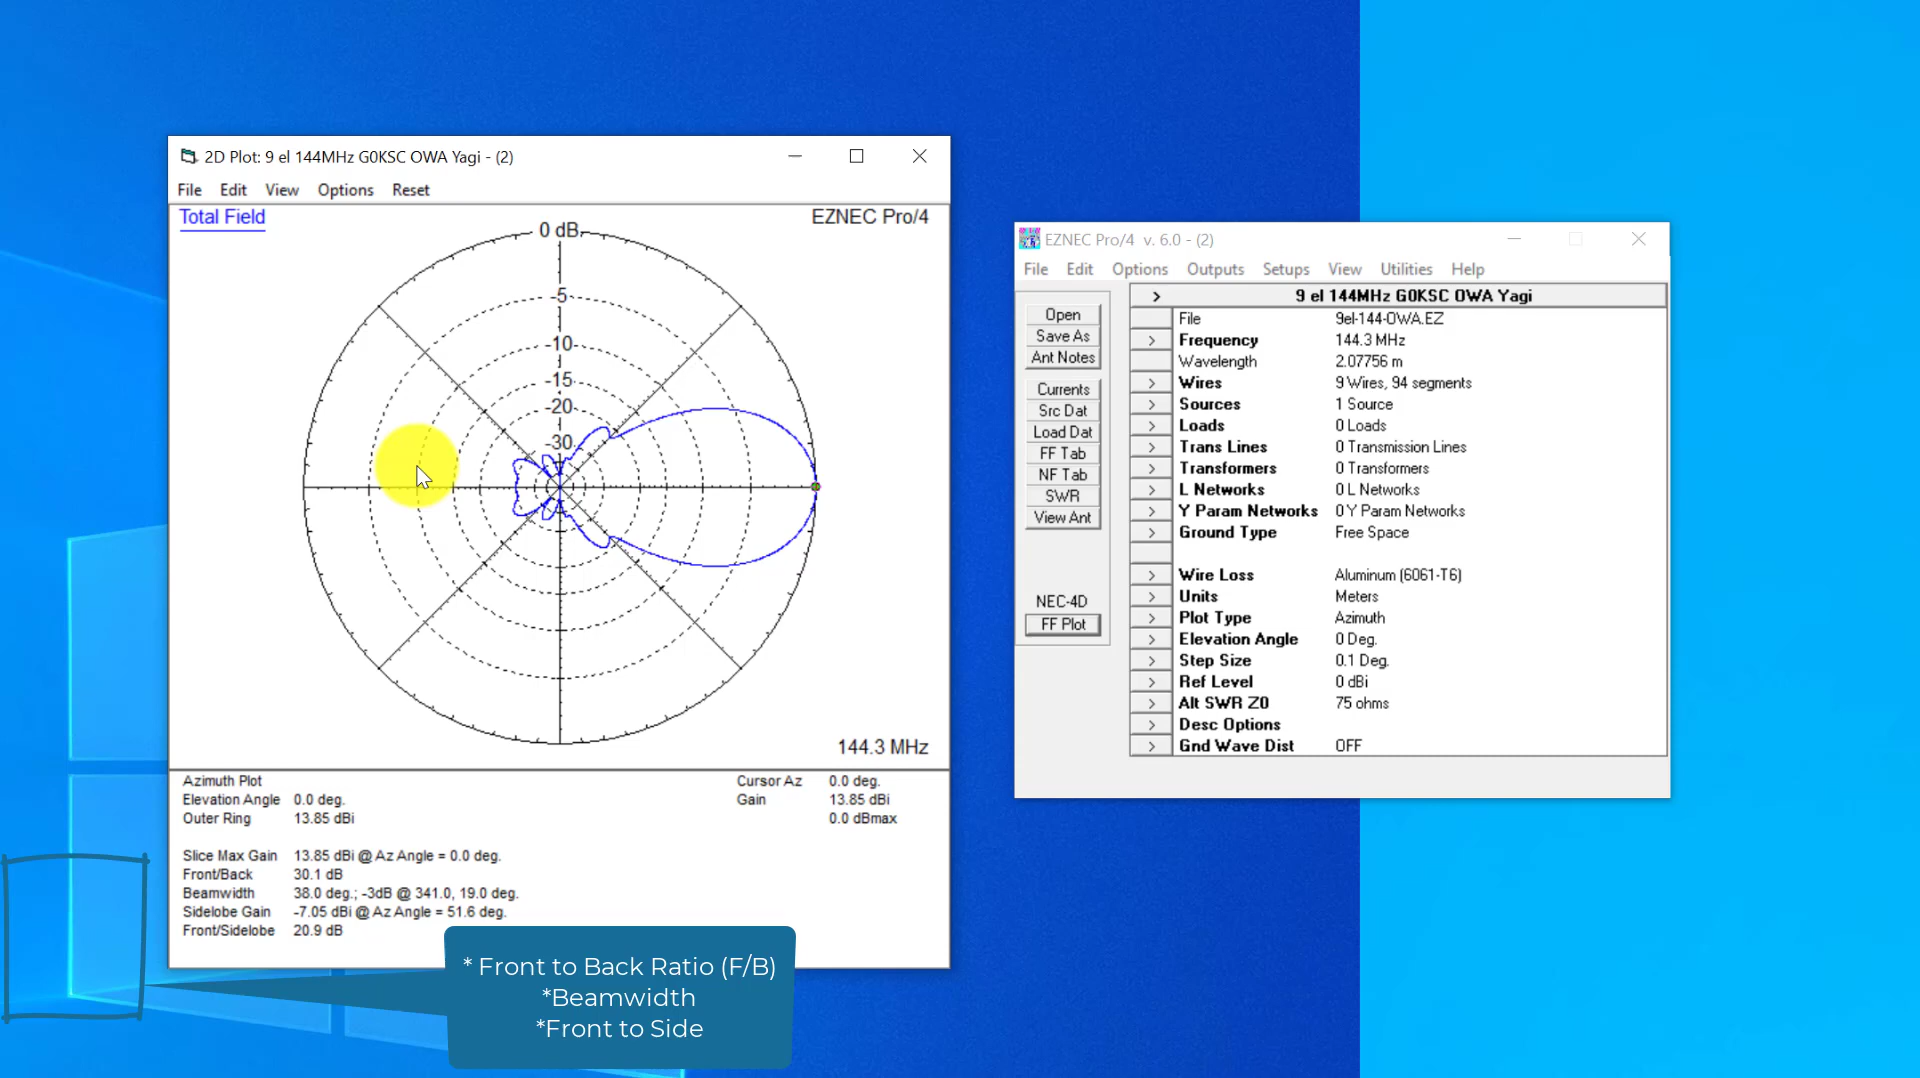 2D Plot: 9 el 144MHz G0KSC OWA Yagi - (2)
File Edit View Options Reset
Total Field
EZNEC Pro/4
0 dB
-5
-10
-15
-20
-30
144.3 MHz
Azimuth Plot
Elevation Angle 0.0 deg.
Outer Ring 13.85 dBi
Cursor Az 0.0 deg.
Gain 13.85 dBi
0.0 dBmax
Slice Max Gain 13.85 dBi @ Az Angle = 0.0 deg.
Front/Back 30.1 dB
Beamwidth 38.0 deg.; -3dB @ 341.0, 19.0 deg.
Sidelobe Gain -7.05 dBi @ Az Angle = 51.6 deg.
Front/Sidelobe 20.9 dB
* Front to Back Ratio (F/B)
*Beamwidth
*Front to Side
EZNEC Pro/4 v. 6.0 - (2)
File Edit Options Outputs Setups View Utilities Help
Open
Save As
Ant Notes
Currents
Src Dat
Load Dat
FF Tab
NF Tab
SWR
View Ant
NEC-4D
FF Plot
> 9 el 144MHz G0KSC OWA Yagi
File 9el-144-OWA.EZ
> Frequency 144.3 MHz
Wavelength 2.07756 m
> Wires 9 Wires, 94 segments
> Sources 1 Source
> Loads 0 Loads
> Trans Lines 0 Transmission Lines
> Transformers 0 Transformers
> L Networks 0 L Networks
> Y Param Networks 0 Y Param Networks
> Ground Type Free Space
> Wire Loss Aluminum (6061-T6)
> Units Meters
> Plot Type Azimuth
> Elevation Angle 0 Deg.
> Step Size 0.1 Deg.
> Ref Level 0 dBi
> Alt SWR Z0 75 ohms
> Desc Options
> Gnd Wave Dist OFF